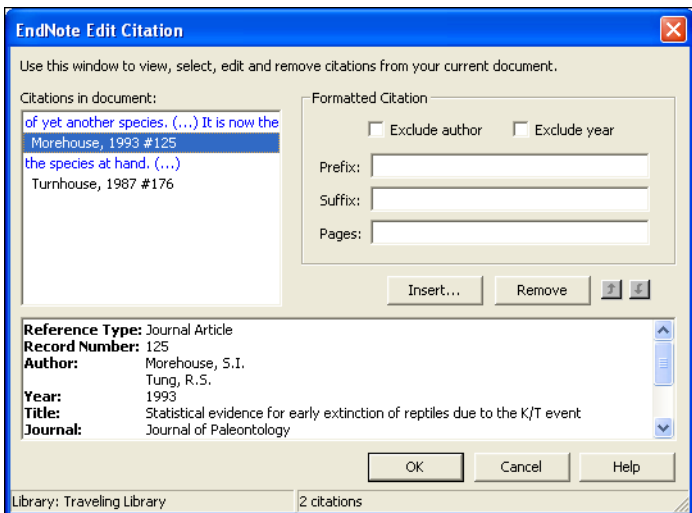 EndNote Edit Citation
Use this window to view, select, edit and remove citations from your current document.
Citations in document:
of yet another species. (...) It is now the
Morehouse, 1993 #125
the species at hand. (...)
Turnhouse, 1987 #176
Formatted Citation
Exclude author Exclude year
Prefix:
Suffix:
Pages:
Insert... Remove
Reference Type: Journal Article
Record Number: 125
Author: Morehouse, S.I.
Tung, R.S.
Year: 1993
Title: Statistical evidence for early extinction of reptiles due to the K/T event
Journal: Journal of Paleontology
OK Cancel Help
Library: Traveling Library 2 citations